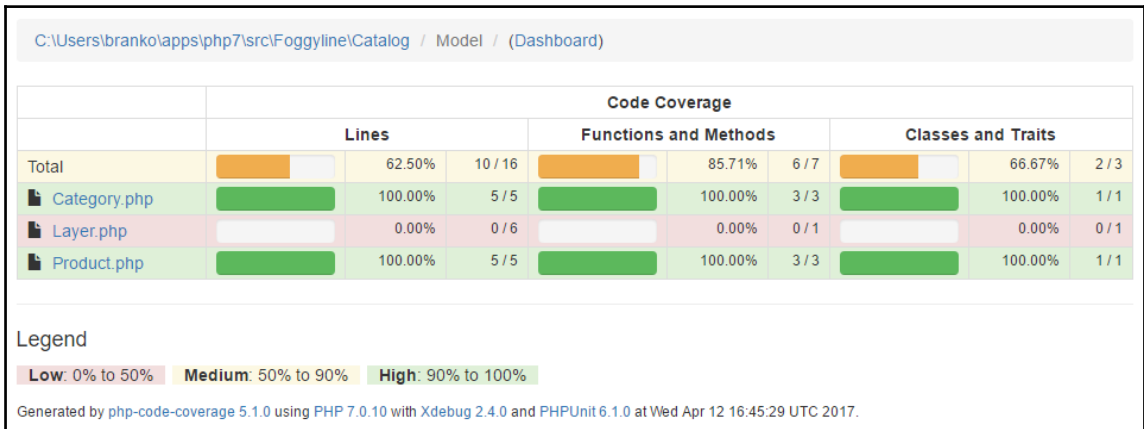 C:\Users\branko\apps\php7\src\Foggyline\Catalog / Model / (Dashboard)
Code Coverage
Lines Functions and Methods Classes and Traits
Total 62.50% 10 / 16 85.71% 6 / 7 66.67% 2 / 3
Category.php 100.00% 5 / 5 100.00% 3 / 3 100.00% 1 / 1
Layer.php 0.00% 0 / 6 0.00% 0 / 1 0.00% 0 / 1
Product.php 100.00% 5 / 5 100.00% 3 / 3 100.00% 1 / 1
Legend
Low: 0% to 50% Medium: 50% to 90% High: 90% to 100%
Generated by php-code-coverage 5.1.0 using PHP 7.0.10 with Xdebug 2.4.0 and PHPUnit 6.1.0 at Wed Apr 12 16:45:29 UTC 2017.